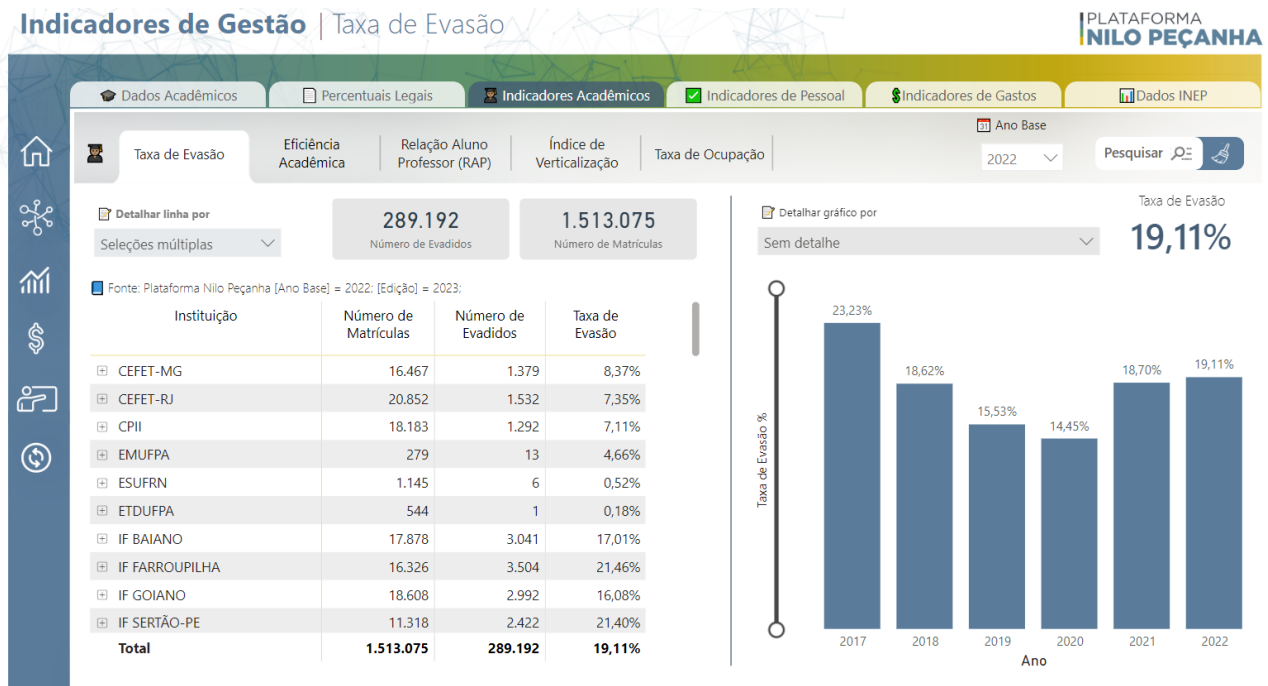 Indicadores de Gestão | Taxa de Evasão
PLATAFORMA
NILO PEÇANHA
Dados Acadêmicos
Percentuais Legais
Indicadores Acadêmicos
Indicadores de Pessoal
$Indicadores de Gastos
Dados INEP
Taxa de Evasão
Eficiência
Acadêmica
Relação Aluno
Professor (RAP)
Índice de
Verticalização
Taxa de Ocupação
31 Ano Base
2022
Pesquisar
Detalhar linha por
Seleções múltiplas
289.192
Número de Evadidos
1.513.075
Número de Matrículas
Detalhar gráfico por
Sem detalhe
Taxa de Evasão
19,11%
Fonte: Plataforma Nilo Peçanha [Ano Base] = 2022; [Edição] = 2023;
Instituição
Número de
Matrículas
Número de
Evadidos
Taxa de
Evasão
CEFET-MG 16.467 1.379 8,37%
CEFET-RJ 20.852 1.532 7,35%
CPII 18.183 1.292 7,11%
EMUFPA 279 13 4,66%
ESUFRN 1.145 6 0,52%
ETDUFPA 544 1 0,18%
IF BAIANO 17.878 3.041 17,01%
IF FARROUPILHA 16.326 3.504 21,46%
IF GOIANO 18.608 2.992 16,08%
IF SERTÃO-PE 11.318 2.422 21,40%
Total 1.513.075 289.192 19,11%
Taxa de Evasão %
23,23%
18,62%
15,53%
14,45%
18,70%
19,11%
2017 2018 2019 2020 2021 2022
Ano